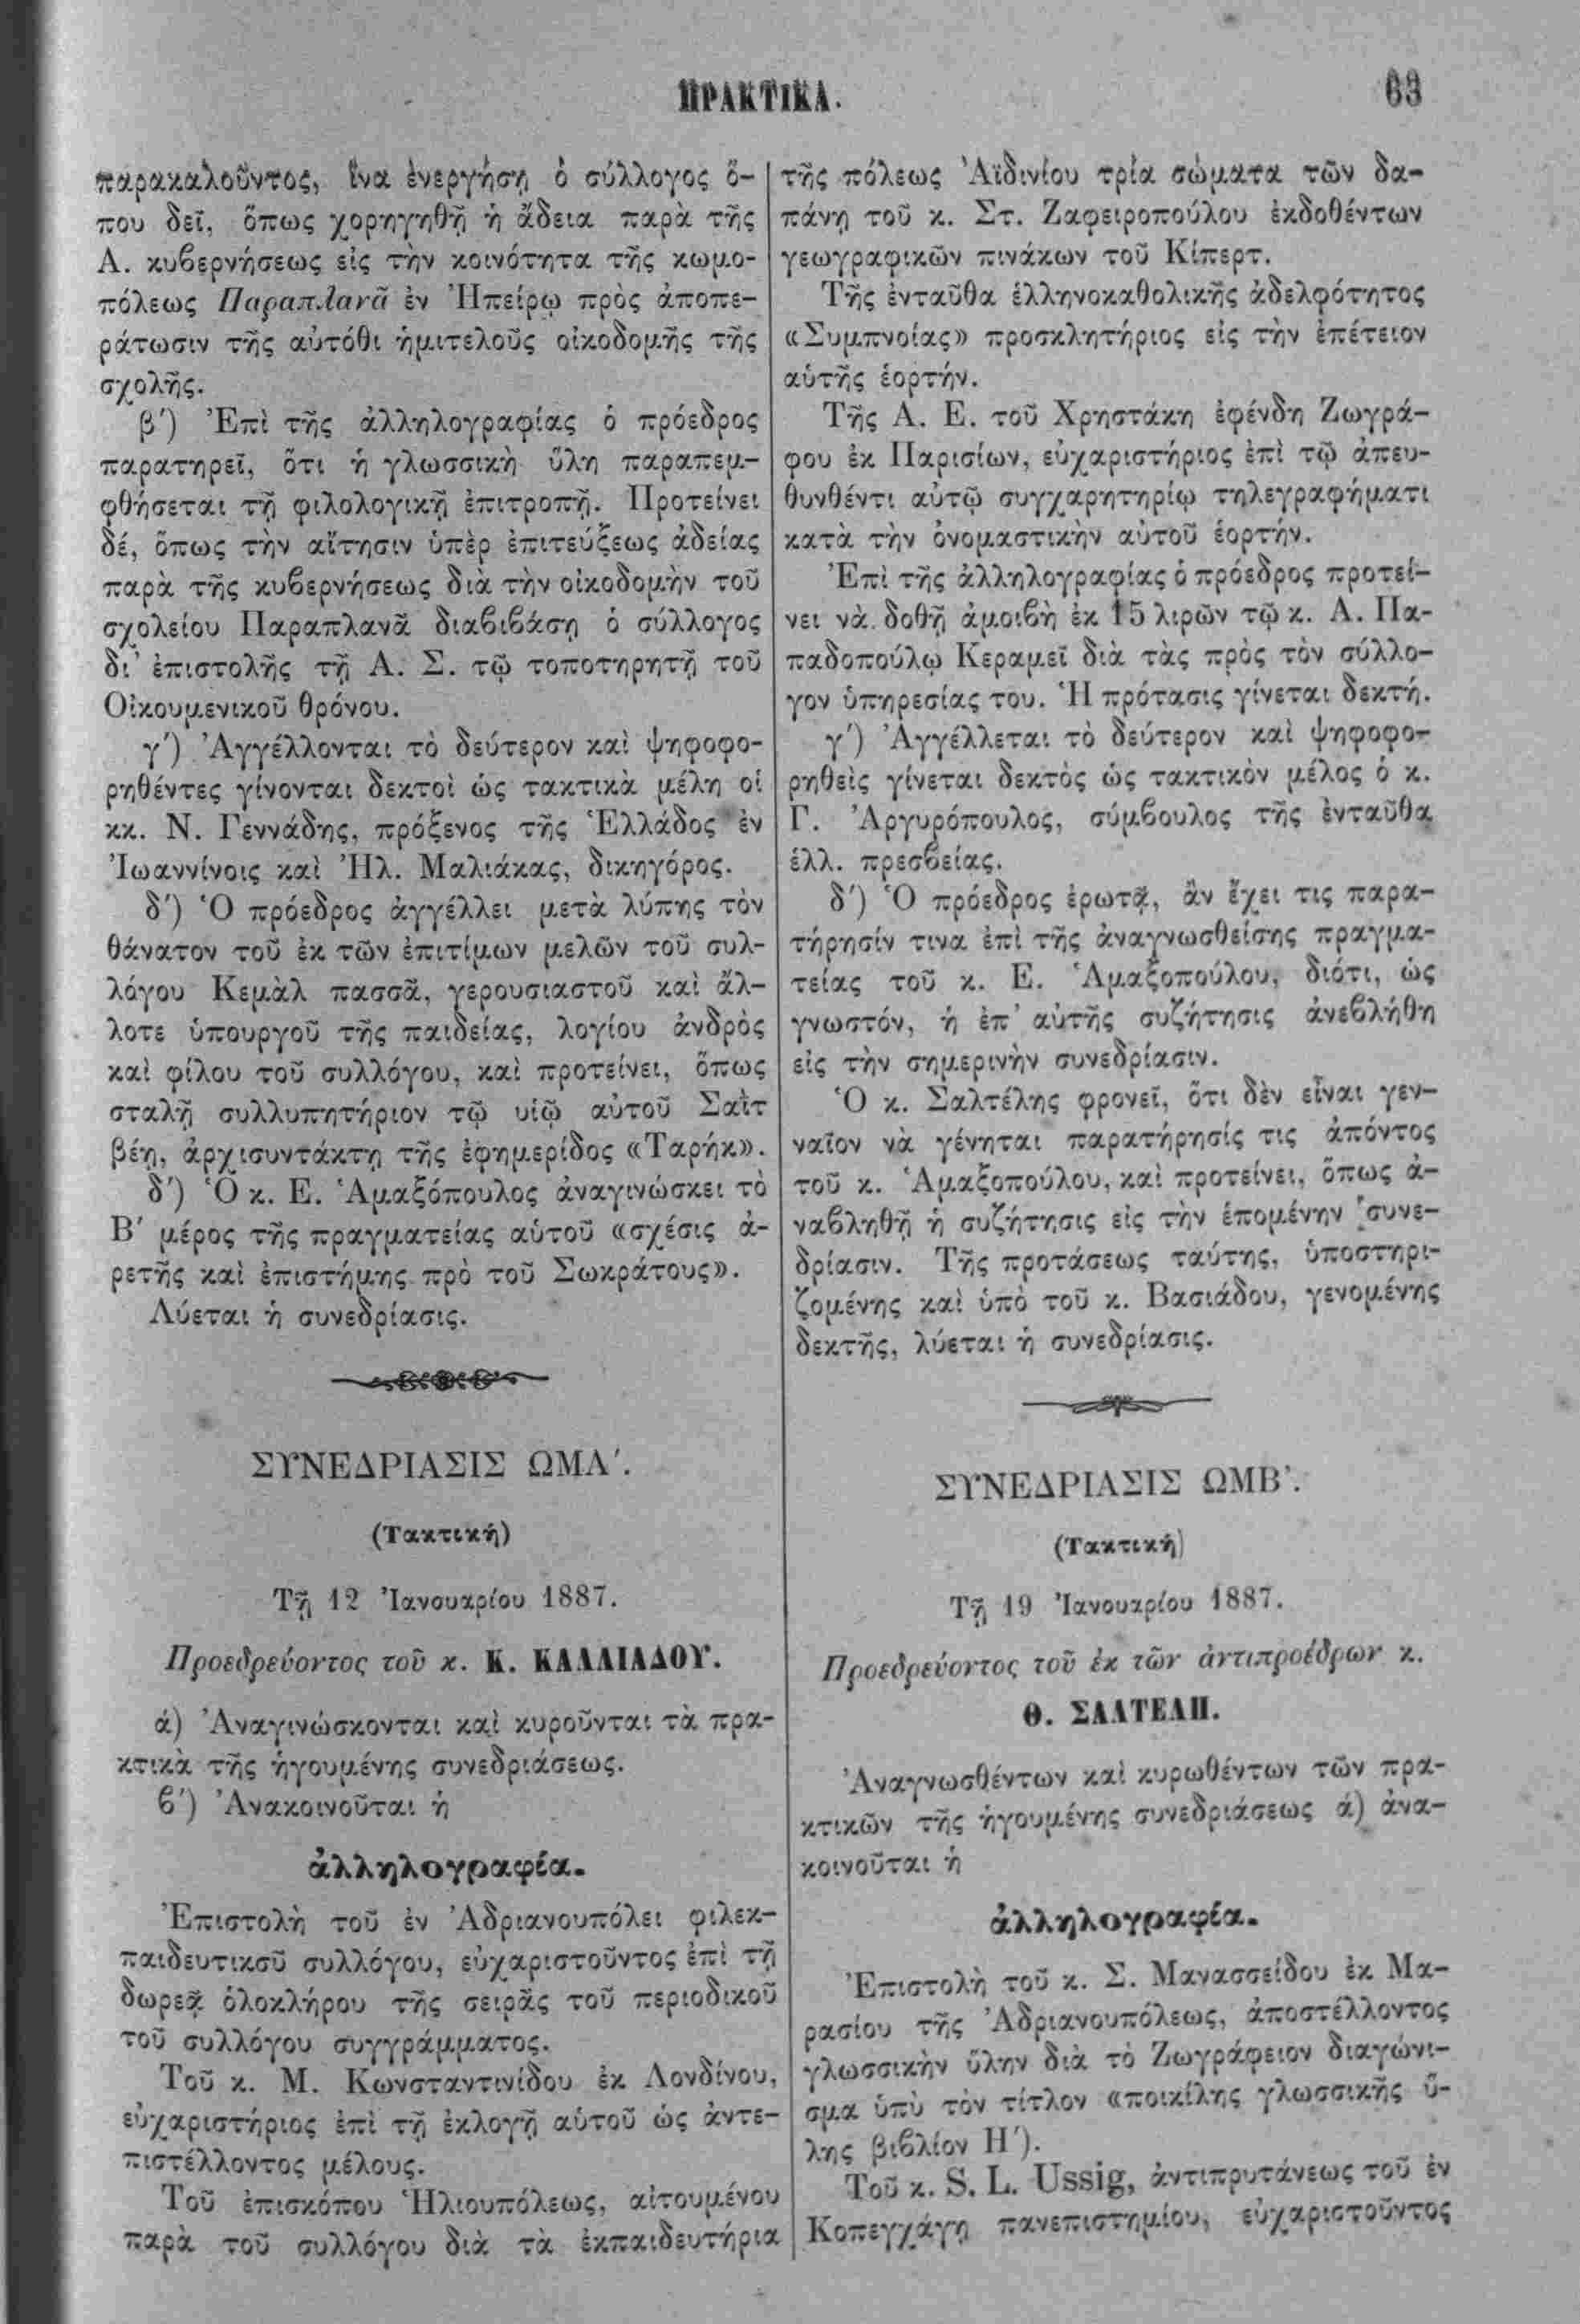 ΠΡΑΚΤΙΚΑ.
63
παρακαλοῦντος, ἵνα ἐνεργήσῃ ὁ σύλλογος ὅ-
που δεῖ, ὅπως χορηγηθῇ ἡ ἄδεια παρὰ τῆς
Α. κυβερνήσεως εἰς τὴν κοινότητα τῆς κωμο-
πόλεως Παραπλανᾶ ἐν Ἠπείρῳ πρὸς ἀποπε-
ράτωσιν τῆς αὐτόθι ἡμιτελοῦς οἰκοδομῆς τῆς
σχολῆς.
β′) Ἐπὶ τῆς ἀλληλογραφίας ὁ πρόεδρος
παρατηρεῖ, ὅτι ἡ γλωσσικὴ ὕλη παραπεμ-
φθήσεται τῇ φιλολογικῇ ἐπιτροπῇ. Προτείνει
δέ, ὅπως τὴν αἴτησιν ὑπὲρ ἐπιτεύξεως ἀδείας
παρὰ τῆς κυβερνήσεως διὰ τὴν οἰκοδομὴν τοῦ
σχολείου Παραπλανᾶ διαβιβάσῃ ὁ σύλλογος
δι᾿ ἐπιστολῆς τῇ Α. Σ. τῷ τοποτηρητῇ τοῦ
Οἰκουμενικοῦ θρόνου.
γ′) Ἀγγέλλονται τὸ δεύτερον καὶ ψηφοφο-
ρηθέντες γίνονται δεκτοὶ ὡς τακτικὰ μέλη οἱ
κκ. Ν. Γεννάδης, πρόξενος τῆς Ἑλλάδος ἐν
Ἰωαννίνοις καὶ Ἠλ. Μαλιάκας, δικηγόρος.
δ′) Ὁ πρόεδρος ἀγγέλλει μετὰ λύπης τὸν
θάνατον τοῦ ἐκ τῶν ἐπιτίμων μελῶν τοῦ συλ-
λόγου Κεμὰλ πασσᾶ, γερουσιαστοῦ καὶ ἄλ-
λοτε ὑπουργοῦ τῆς παιδείας, λογίου ἀνδρὸς
καὶ φίλου τοῦ συλλόγου, καὶ προτείνει, ὅπως
σταλῇ συλλυπητήριον τῷ υἱῷ αὐτοῦ Σαῒτ
βέῃ, ἀρχισυντάκτῃ τῆς ἐφημερίδος «Ταρήκ».
δ′) Ὁ κ. Ε. Ἁμαξόπουλος ἀναγινώσκει τὸ
Β′ μέρος τῆς πραγματείας αὑτοῦ «σχέσις ἀ-
ρετῆς καὶ ἐπιστήμης πρὸ τοῦ Σωκράτους».
Λύεται ἡ συνεδρίασις.
ΣΥΝΕΔΡΙΑΣΙΣ ΩΜΑ′.
(Τακτική)
Τῇ 12 Ἰανουαρίου 1887.
Προεδρεύοντος τοῦ κ. Κ. ΚΑΛΛΙΑΔΟΥ.
ά) Ἀναγινώσκονται καὶ κυροῦνται τὰ πρα-
κτικὰ τῆς ἡγουμένης συνεδριάσεως.
β′) Ἀνακοινοῦται ἡ
ἀλληλογραφία.
Ἐπιστολὴ τοῦ ἐν Ἀδριανουπόλει φιλεκ-
παιδευτικοῦ συλλόγου, εὐχαριστοῦντος ἐπὶ τῇ
δωρεᾷ ὁλοκλήρου τῆς σειρᾶς τοῦ περιοδικοῦ
τοῦ συλλόγου συγγράμματος.
Τοῦ κ. Μ. Κωνσταντινίδου ἐκ Λονδίνου,
εὐχαριστήριος ἐπὶ τῇ ἐκλογῇ αὑτοῦ ὡς ἀντε-
πιστέλλοντος μέλους.
Τοῦ ἐπισκόπου Ἡλιουπόλεως, αἰτουμένου
παρὰ τοῦ συλλόγου διὰ τὰ ἐκπαιδευτήρια
τῆς πόλεως Ἀϊδινίου τρία σώματα τῶν δα-
πάνῃ τοῦ κ. Στ. Ζαφειροπούλου ἐκδοθέντων
γεωγραφικῶν πινάκων τοῦ Κίπερτ.
Τῆς ἐνταῦθα ἑλληνοκαθολικῆς ἀδελφότητος
«Συμπνοίας» προσκλητήριος εἰς τὴν ἐπέτειον
αὑτῆς ἑορτήν.
Τῆς Α. Ε. τοῦ Χρηστάκη ἐφένδη Ζωγρά-
φου ἐκ Παρισίων, εὐχαριστήριος ἐπὶ τῷ ἀπευ-
θυνθέντι αὐτῷ συγχαρητηρίῳ τηλεγραφήματι
κατὰ τὴν ὀνομαστικὴν αὐτοῦ ἑορτήν.
Ἐπὶ τῆς ἀλληλογραφίας ὁ πρόεδρος προτεί-
νει νὰ δοθῇ ἀμοιβὴ ἐκ 15 λιρῶν τῷ κ. Α. Πα-
παδοπούλῳ Κεραμεῖ διὰ τὰς πρὸς τὸν σύλλο-
γον ὑπηρεσίας του. Ἡ πρότασις γίνεται δεκτή.
γ′) Ἀγγέλλεται τὸ δεύτερον καὶ ψηφοφο-
ρηθεὶς γίνεται δεκτὸς ὡς τακτικὸν μέλος ὁ κ.
Γ. Ἀργυρόπουλος, σύμβουλος τῆς ἐνταῦθα
ἑλλ. πρεσβείας.
δ′) Ὁ πρόεδρος ἐρωτᾷ, ἂν ἔχει τις παρα-
τήρησίν τινα ἐπὶ τῆς ἀναγνωσθείσης πραγμα-
τείας τοῦ κ. Ε. Ἁμαξοπούλου, διότι, ὡς
γνωστόν, ἡ ἐπ᾿ αὐτῆς συζήτησις ἀνεβλήθη
εἰς τὴν σημερινὴν συνεδρίασιν.
Ὁ κ. Σαλτέλης φρονεῖ, ὅτι δὲν εἶναι γεν-
ναῖον νὰ γένηται παρατήρησίς τις ἀπόντος
τοῦ κ. Ἁμαξοπούλου, καὶ προτείνει, ὅπως ἀ-
ναβληθῇ ἡ συζήτησις εἰς τὴν ἑπομένην συνε-
δρίασιν. Τῆς προτάσεως ταύτης, ὑποστηρι-
ζομένης καὶ ὑπὸ τοῦ κ. Βασιάδου, γενομένης
δεκτῆς, λύεται ἡ συνεδρίασις.
ΣΥΝΕΔΡΙΑΣΙΣ ΩΜΒ′.
(Τακτική)
Τῇ 19 Ἰανουαρίου 1887.
Προεδρεύοντος τοῦ ἐκ τῶν ἀντιπροέδρων κ.
Θ. ΣΑΛΤΕΛΗ.
Ἀναγνωσθέντων καὶ κυρωθέντων τῶν πρα-
κτικῶν τῆς ἡγουμένης συνεδριάσεως ά) ἀνα-
κοινοῦται ἡ
ἀλληλογραφία.
Ἐπιστολὴ τοῦ κ. Σ. Μανασσείδου ἐκ Μα-
ρασίου τῆς Ἀδριανουπόλεως, ἀποστέλλοντος
γλωσσικὴν ὕλην διὰ τὸ Ζωγράφειον διαγώνι-
σμα ὑπὺ τὸν τίτλον «ποικίλης γλωσσικῆς ὕ-
λης βιβλίον Η′).
Τοῦ κ. S. L. Ussig, ἀντιπρυτάνεως τοῦ ἐν
Κοπεγχάγῃ πανεπιστημίου, εὐχαριστοῦντος